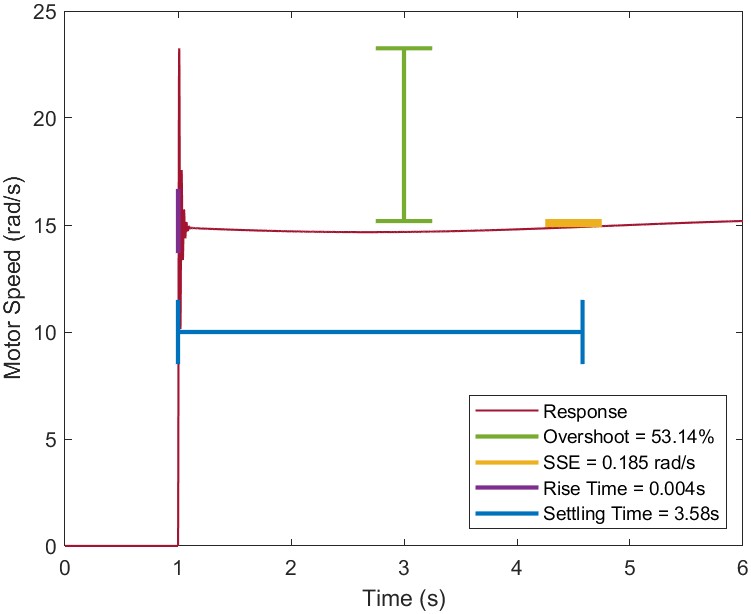 25
20
15
10
5
0
Motor Speed (rad/s)
Response
Overshoot = 53.14%
SSE = 0.185 rad/s
Rise Time = 0.004s
Settling Time = 3.58s
0 1 2 3 4 5 6
Time (s)